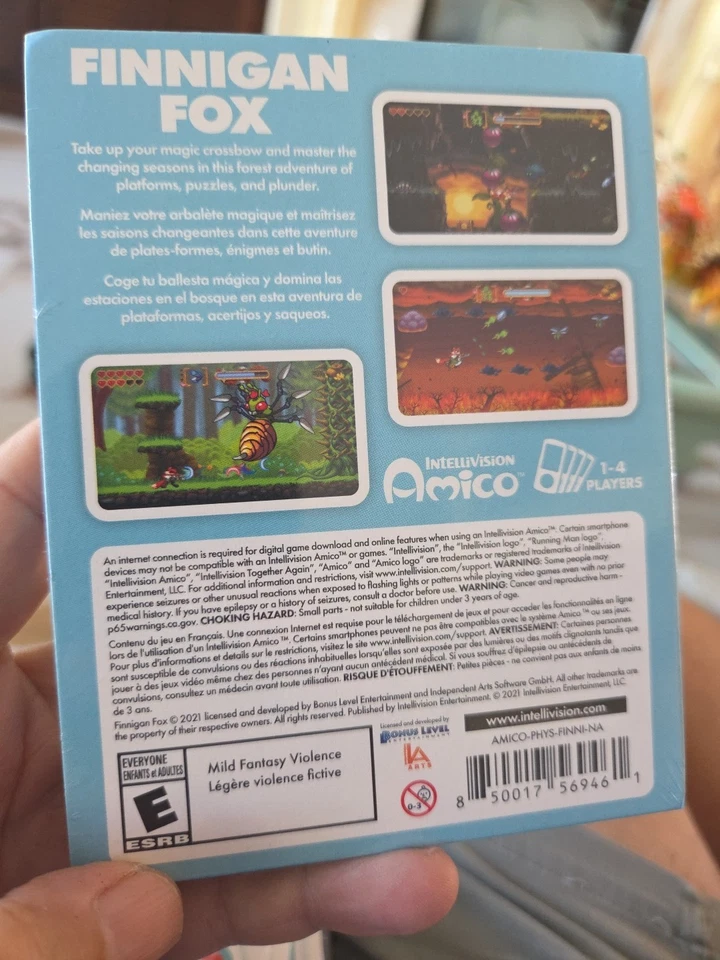 FINNIGAN
FOX
Take up your magic crossbow and master the
changing seasons in this forest adventure of
platforms, puzzles, and plunder.
Maniez votre arbalète magique et maîtrisez
les saisons changeantes dans cette aventure
de plates-formes, énigmes et butin.
Coge tu ballesta mágica y domina las
estaciones en el bosque en esta aventura de
plataformas, acertijos y saqueos.
INTELLIVISION
Amico™
1-4
PLAYERS
An internet connection is required for digital game download and online features when using an Intellivision Amico™. Certain smartphone
devices may not be compatible with an Intellivision Amico™ or games. "Intellivision", the "Intellivision logo", "Running Man logo",
"Intellivision Amico", "Intellivision Together Again", "Amico" and "Amico logo" are trademarks or registered trademarks of Intellivision
Entertainment, LLC. For additional information and restrictions, visit www.intellivision.com/support. WARNING: Some people may
experience seizures or other unusual reactions when exposed to flashing lights or patterns while playing video games even with no prior
medical history. If you have epilepsy or a history of seizures, consult a doctor before use. WARNING: Cancer and reproductive harm -
p65warnings.ca.gov. CHOKING HAZARD: Small parts - not suitable for children under 3 years of age.
Contenu du jeu en Français. Une connexion Internet est requise pour le téléchargement de jeux et pour accéder les fonctionnalités en ligne
lors de l'utilisation d'un Intellivision Amico™. Certains smartphones peuvent ne pas être compatibles avec le système Amico™ ou ses jeux.
Pour plus d'informations et details sur le restrictions, visitez le site www.intellivision.com/support. AVERTISSEMENT: Certaines personnes
sont susceptible de convulsions ou des réactions inhabituelles lorsqu'elles sont exposée par des lumières ou des motifs clignotants tandis que
jouer à des jeux vidéo même chez des personnes n'ayant aucun antécédent médical. Si vous souffrez d'épilepsie ou antécédents de
convulsions, consultez un médecin avant toute utilisation. RISQUE D'ÉTOUFFEMENT: Petites pièces - ne convient pas aux enfants de moins
de 3 ans.
Finnigan Fox © 2021 licensed and developed by Bonus Level Entertainment and Independent Arts Software GmbH. All other trademarks are
the property of their respective owners. All rights reserved. Published by Intellivision Entertainment. © 2021 Intellivision Entertainment, LLC.
EVERYONE
ENFANTS et ADULTES
E
ESRB
Mild Fantasy Violence
Légère violence fictive
Licensed and developed by
BONUS LEVEL
ENTERTAINMENT
IA
ARTS
0-3
www.intellivision.com
AMICO-PHYS-FINNI-NA
8 50017 56946 1